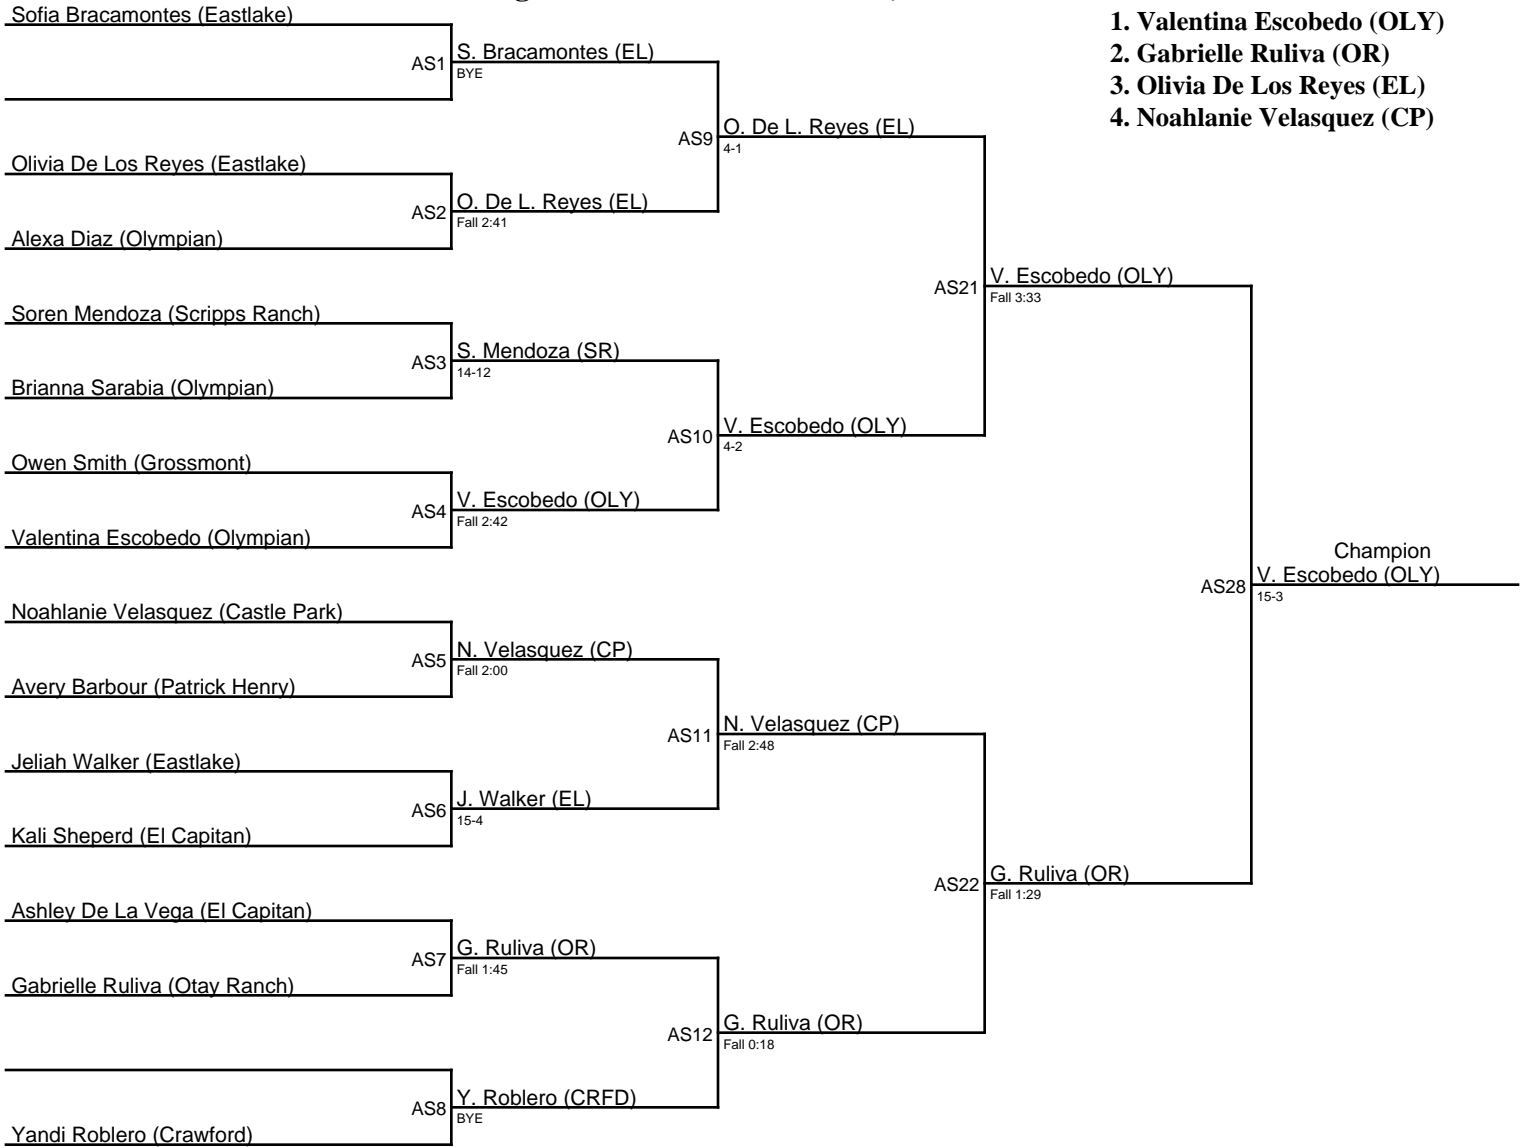 1. Valentina Escobedo (OLY)
2. Gabrielle Ruliva (OR)
3. Olivia De Los Reyes (EL)
4. Noahlanie Velasquez (CP)
Sofia Bracamontes (Eastlake)
AS1
S. Bracamontes (EL)
BYE
AS9
O. De L. Reyes (EL)
4-1
Olivia De Los Reyes (Eastlake)
AS2
O. De L. Reyes (EL)
Fall 2:41
Alexa Diaz (Olympian)
AS21
V. Escobedo (OLY)
Fall 3:33
Soren Mendoza (Scripps Ranch)
AS3
S. Mendoza (SR)
14-12
Brianna Sarabia (Olympian)
AS10
V. Escobedo (OLY)
4-2
Owen Smith (Grossmont)
AS4
V. Escobedo (OLY)
Fall 2:42
Valentina Escobedo (Olympian)
Champion
AS28
V. Escobedo (OLY)
15-3
Noahlanie Velasquez (Castle Park)
AS5
N. Velasquez (CP)
Fall 2:00
Avery Barbour (Patrick Henry)
AS11
N. Velasquez (CP)
Fall 2:48
Jeliah Walker (Eastlake)
AS6
J. Walker (EL)
15-4
Kali Sheperd (El Capitan)
AS22
G. Ruliva (OR)
Fall 1:29
Ashley De La Vega (El Capitan)
AS7
G. Ruliva (OR)
Fall 1:45
Gabrielle Ruliva (Otay Ranch)
AS12
G. Ruliva (OR)
Fall 0:18
AS8
Y. Roblero (CRFD)
BYE
Yandi Roblero (Crawford)